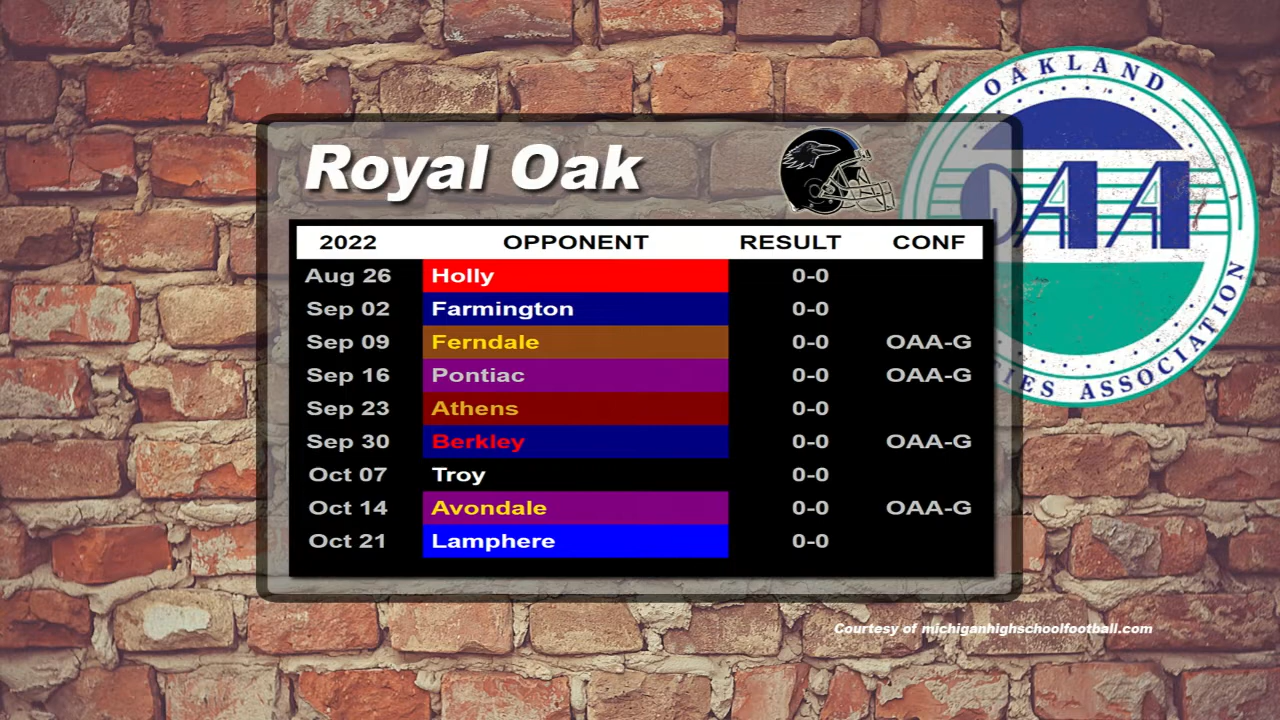 OAKLAND
Royal Oak
OAA
2022 OPPONENT RESULT CONF
Aug 26 Holly 0-0
Sep 02 Farmington 0-0
Sep 09 Ferndale 0-0 OAA-G
Sep 16 Pontiac 0-0 OAA-G
Sep 23 Athens 0-0
Sep 30 Berkley 0-0 OAA-G
Oct 07 Troy 0-0
Oct 14 Avondale 0-0 OAA-G
Oct 21 Lamphere 0-0
ASSOCIATION
Courtesy of michiganhighschoolfootball.com